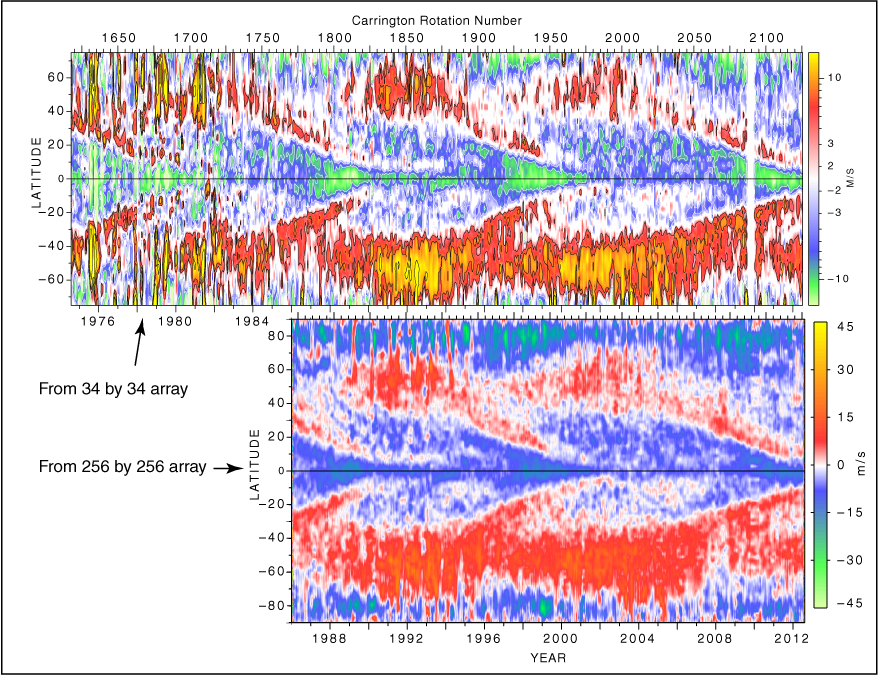 Carrington Rotation Number
1650 1700 1750 1800 1850 1900 1950 2000 2050 2100
LATITUDE
60
40
20
0
−20
−40
−60
10
3
2
−2
−3
−10
M/S
1976 1980 1984
From 34 by 34 array
From 256 by 256 array
LATITUDE
80
60
40
20
0
−20
−40
−60
−80
45
30
15
0
−15
−30
−45
m/s
1988 1992 1996 2000 2004 2008 2012
YEAR